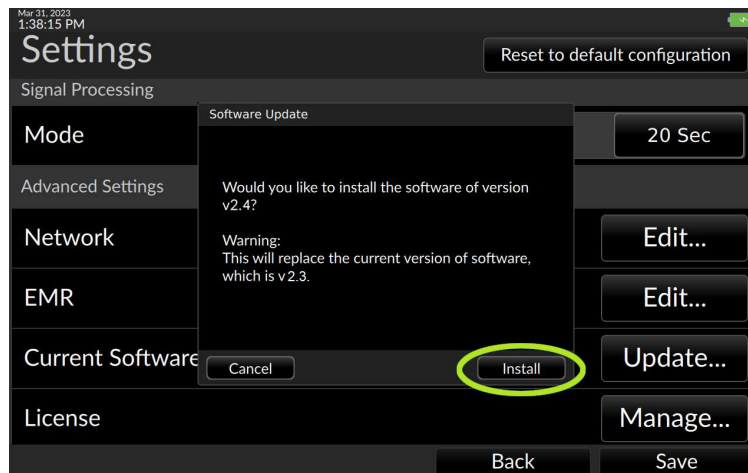 Mar 31, 2023
1:38:15 PM
Settings
Reset to default configuration
Signal Processing
Software Update
Mode
20 Sec
Advanced Settings
Would you like to install the software of version
v2.4?
Network
Edit...
Warning:
This will replace the current version of software,
which is v2.3.
EMR
Edit...
Current Software
Update...
Cancel
Install
License
Manage...
Back
Save